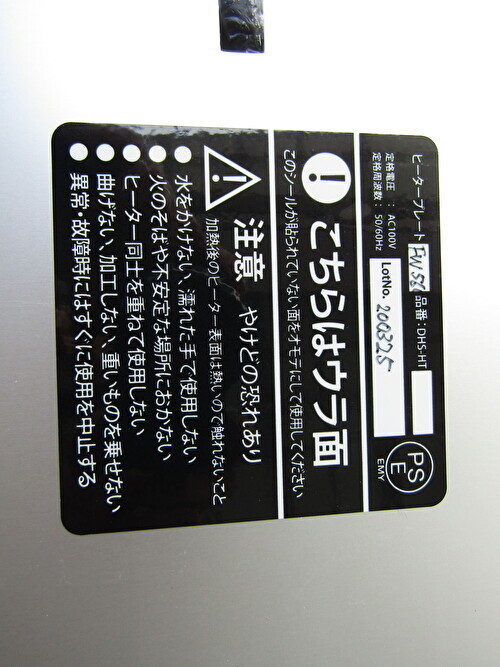 ヒータープレート 品番：DHS-HT
定格電圧 ： AC100V
定格周波数： 50/60Hz
LotNo.
200325
PS
E
EMY
こちらはウラ面
このシールが貼られていない面をオモテにして使用してください
注意 やけどの恐れあり
加熱後のヒーター表面は熱いので触れないこと
●水をかけない、濡れた手で使用しない
●火のそばや不安定な場所におかない
●ヒーター同士を重ねて使用しない
●曲げない、加工しない、重いものを乗せない
●異常・故障時にはすぐに使用を中止する